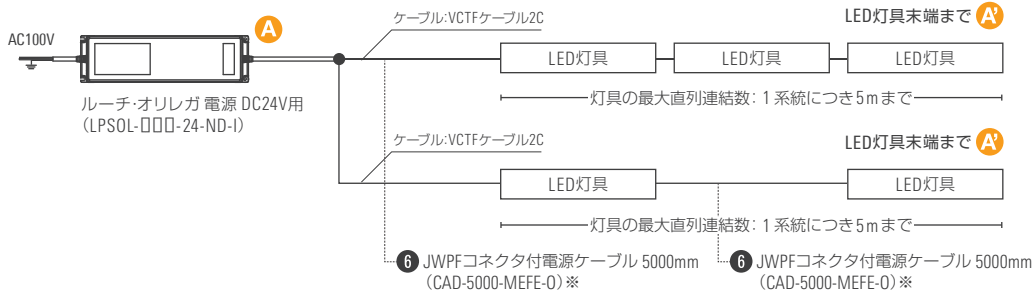 AC100V
A
ルーチ・オリレガ 電源 DC24V用
（LPSOL-□□□-24-ND-I）
ケーブル:VCTFケーブル2C
LED灯具末端まで A'
LED灯具
LED灯具
LED灯具
灯具の最大直列連結数：1系統につき5mまで
ケーブル:VCTFケーブル2C
LED灯具末端まで A'
LED灯具
LED灯具
灯具の最大直列連結数：1系統につき5mまで
6 JWPFコネクタ付電源ケーブル 5000mm
（CAD-5000-MEFE-O）※
6 JWPFコネクタ付電源ケーブル 5000mm
（CAD-5000-MEFE-O）※